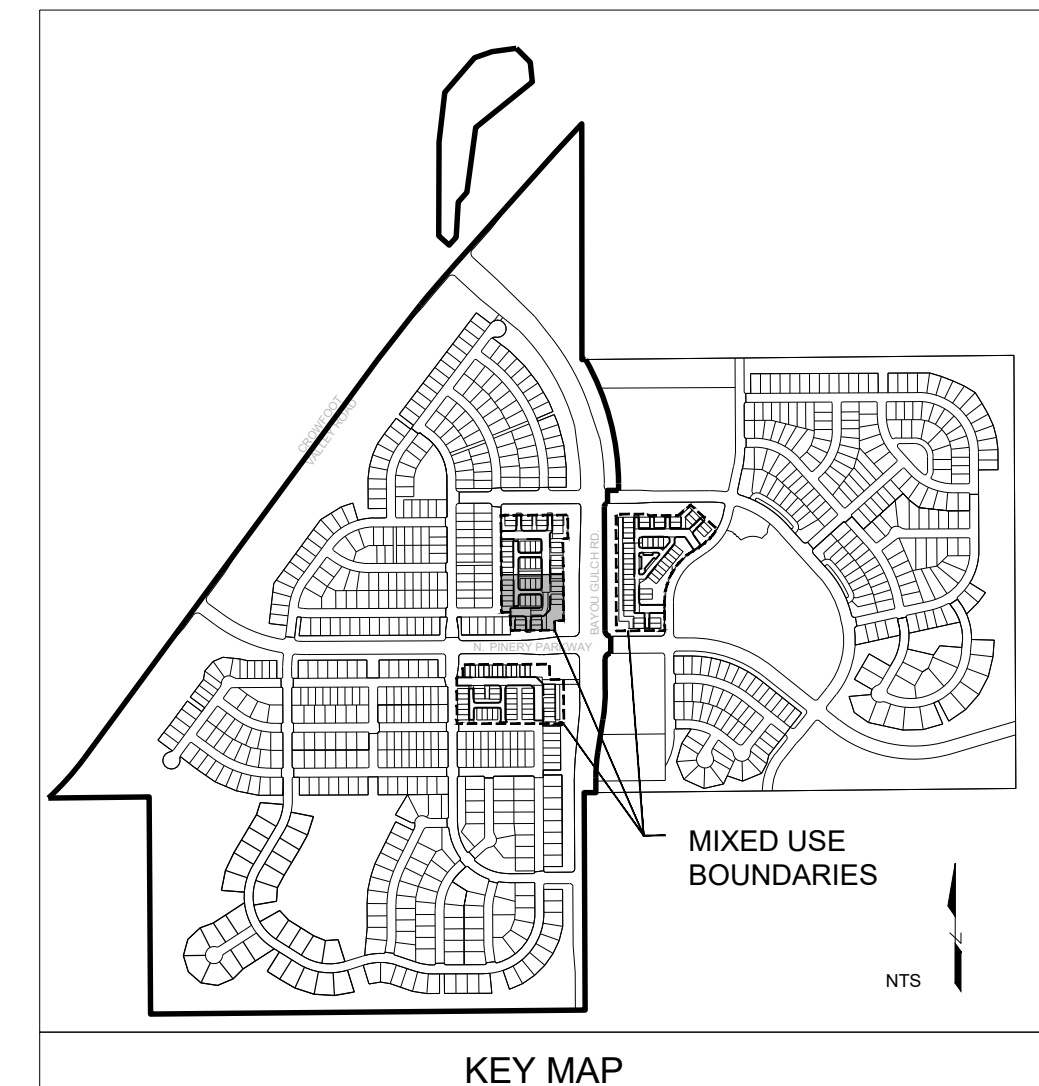 CROWFOOT
VALLEY ROAD
BAYOU GULCH RD.
N. PINERY PARKWAY
MIXED USE
BOUNDARIES
NTS
Z
KEY MAP